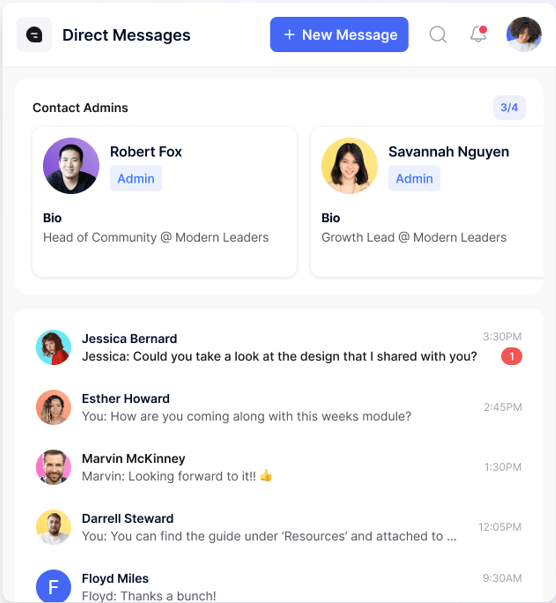 Direct Messages
+ New Message
Contact Admins
3/4
Robert Fox
Admin
Bio
Head of Community @ Modern Leaders
Savannah Nguyen
Admin
Bio
Growth Lead @ Modern Leaders
Jessica Bernard
3:30PM
Jessica: Could you take a look at the design that I shared with you?
1
Esther Howard
You: How are you coming along with this weeks module?
2:45PM
Marvin McKinney
Marvin: Looking forward to it!! 👍
1:30PM
Darrell Steward
You: You can find the guide under ‘Resources’ and attached to ...
12:05PM
F
Floyd Miles
9:30AM
Floyd: Thanks a bunch!